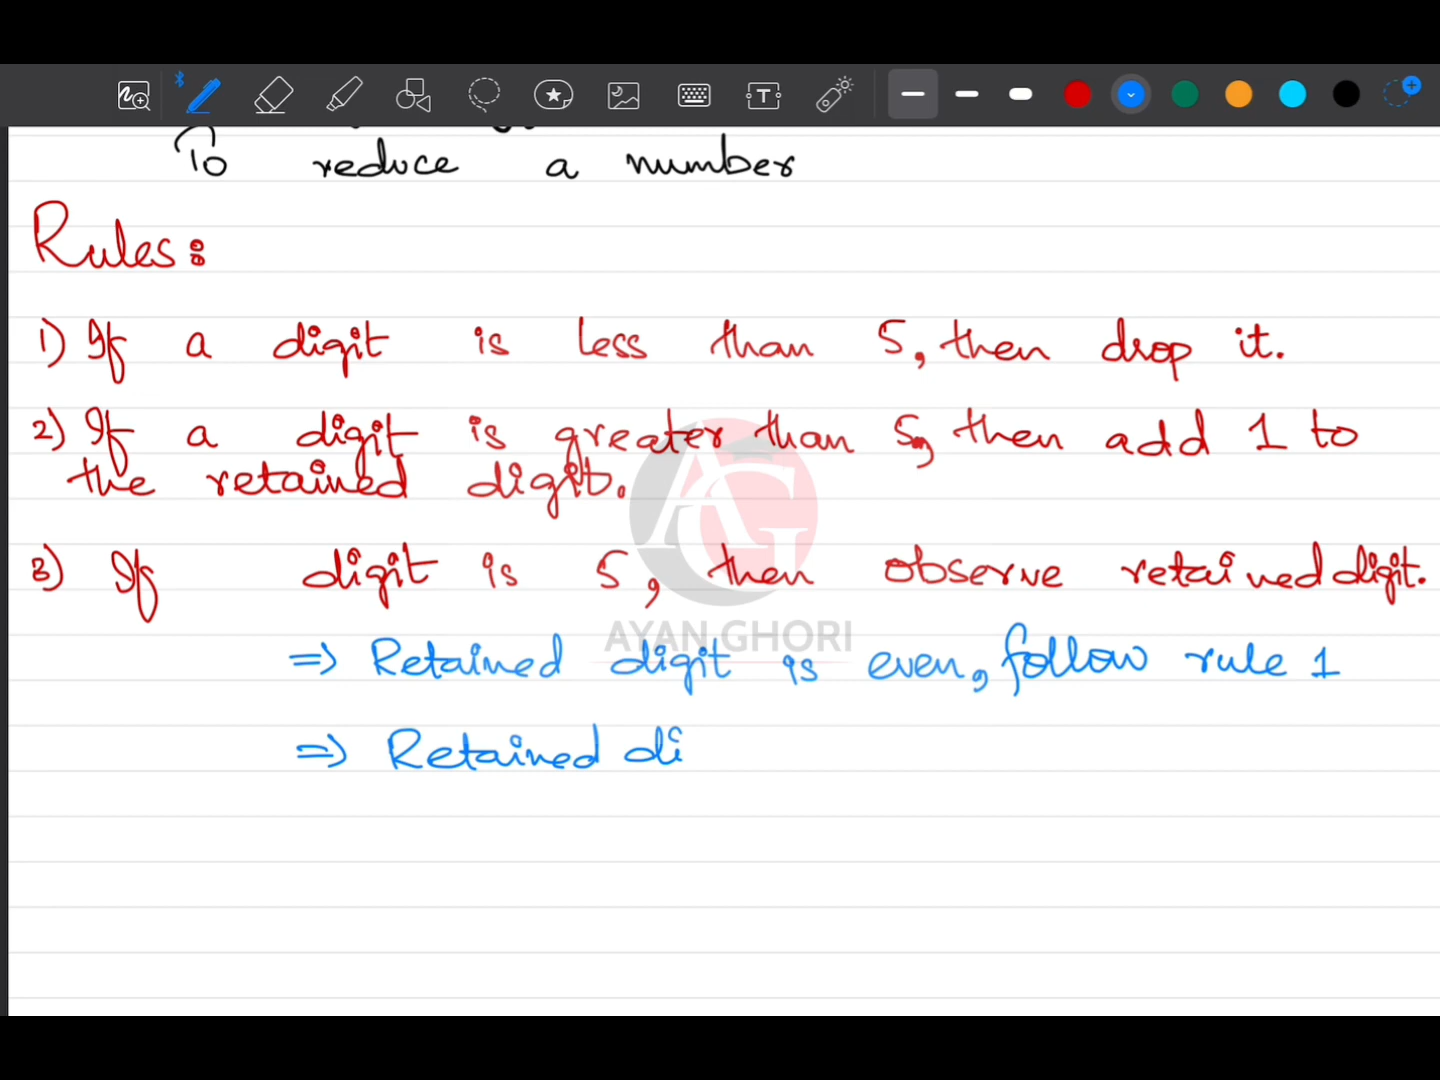 To reduce a number
Rules:
1) If a digit is less than 5, then drop it.
2) If a digit is greater than 5, then add 1 to
the retained digit.
3) If digit is 5, then observe retained digit.
AYAN GHORI
=> Retained digit is even, follow rule 1
=> Retained di